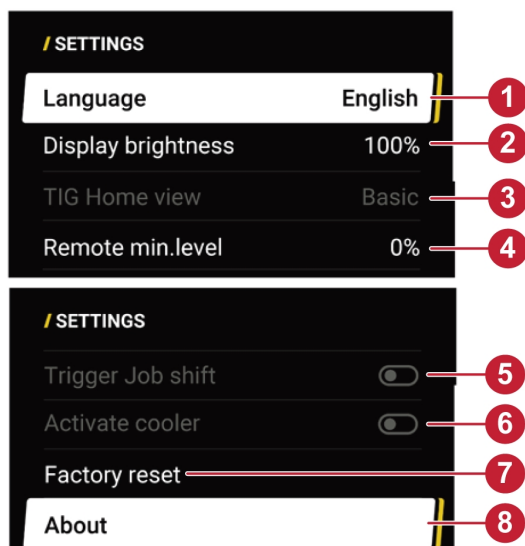 / SETTINGS
Language English 1
Display brightness 100% 2
TIG Home view Basic 3
Remote min.level 0% 4
/ SETTINGS
Trigger Job shift 5
Activate cooler 6
Factory reset 7
About 8